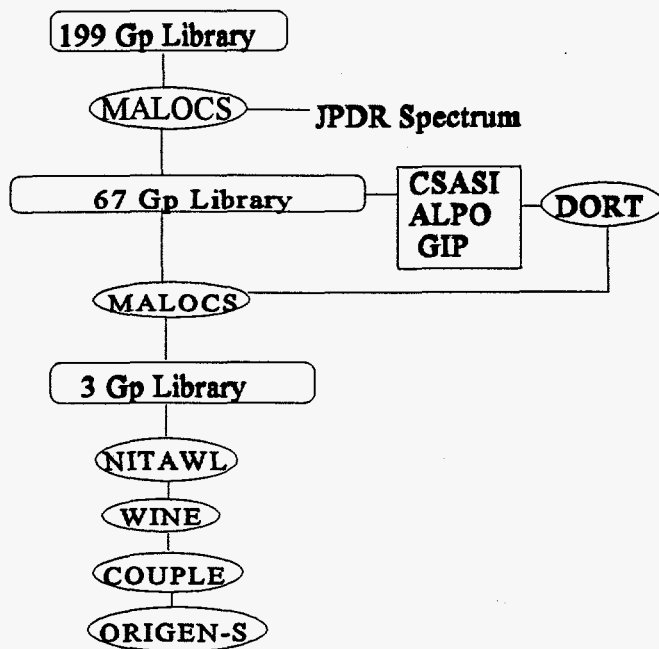 199 Gp Library
MALOCS
JPDR Spectrum
67 Gp Library
CSASI
ALPO
GIP
DORT
MALOCS
3 Gp Library
NITAWL
WINE
COUPLE
ORIGEN-S